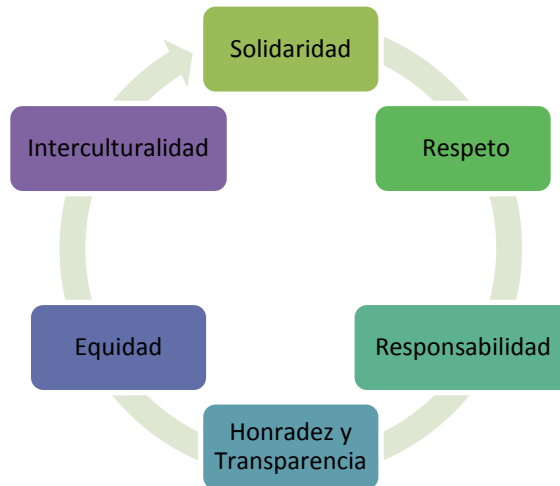 Solidaridad
Respeto
Responsabilidad
Honradez y
Transparencia
Equidad
Interculturalidad